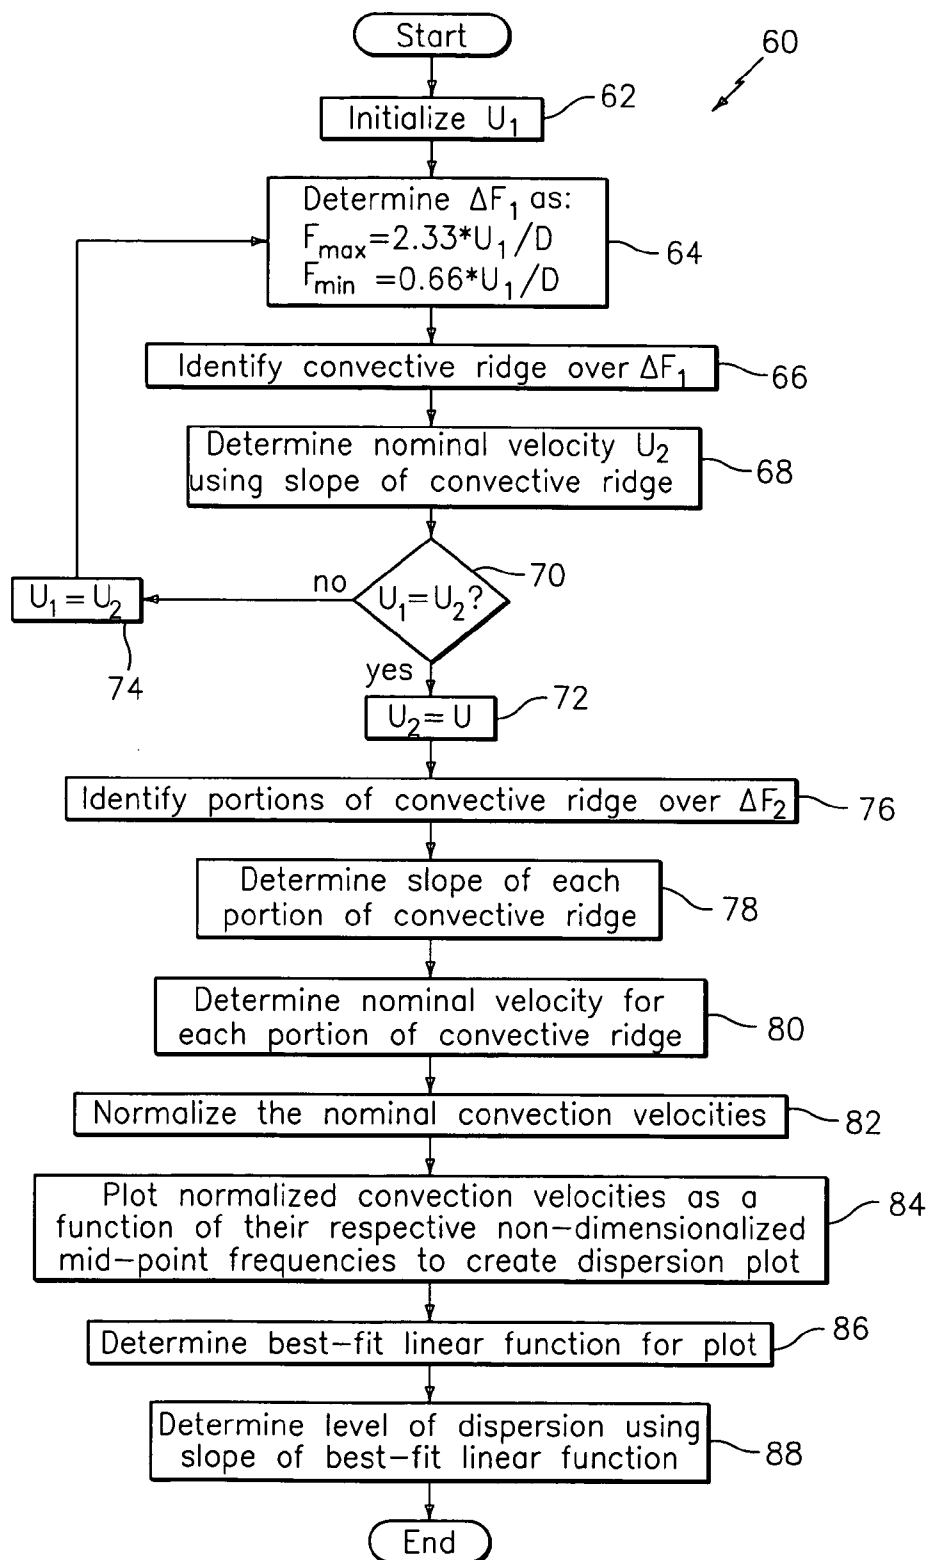 Start
60
Initialize U₁
62
Determine ΔF₁ as:
Fmax=2.33*U₁/D
Fmin =0.66*U₁/D
64
Identify convective ridge over ΔF₁
66
Determine nominal velocity U₂
using slope of convective ridge
68
U₁=U₂?
70
no
U₁=U₂
74
yes
U₂=U
72
Identify portions of convective ridge over ΔF₂
76
Determine slope of each
portion of convective ridge
78
Determine nominal velocity for
each portion of convective ridge
80
Normalize the nominal convection velocities
82
Plot normalized convection velocities as a
function of their respective non-dimensionalized
mid-point frequencies to create dispersion plot
84
Determine best-fit linear function for plot
86
Determine level of dispersion using
slope of best-fit linear function
88
End